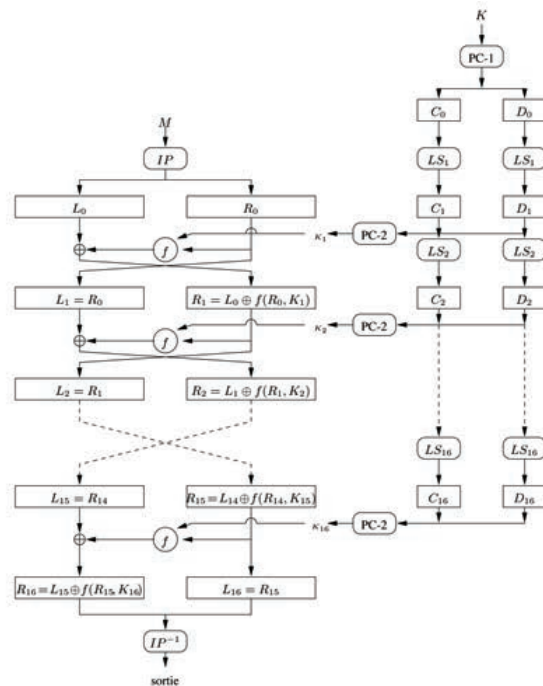 K
PC-1
C₀ D₀
M
IP
LS₁ LS₁
L₀ R₀ C₁ D₁
⊕ f κ₁ PC-2
LS₂ LS₂
L₁ = R₀ R₁ = L₀ ⊕ f(R₀, K₁) C₂ D₂
⊕ f κ₂ PC-2
L₂ = R₁ R₂ = L₁ ⊕ f(R₁, K₂)
LS₁₆ LS₁₆
L₁₅ = R₁₄ R₁₅ = L₁₄ ⊕ f(R₁₄, K₁₅) C₁₆ D₁₆
⊕ f κ₁₆ PC-2
R₁₆ = L₁₅ ⊕ f(R₁₅, K₁₆) L₁₆ = R₁₅
IP⁻¹
sortie